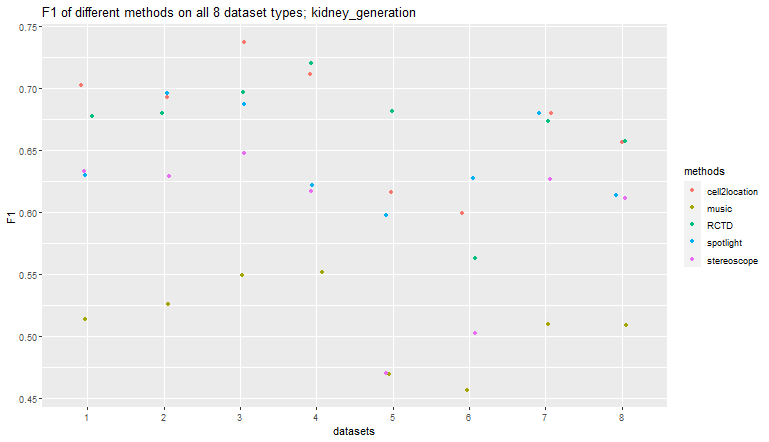 F1 of different methods on all 8 dataset types; kidney_generation
0.75
0.70
0.65
0.60
0.55
0.50
0.45
F1
1 2 3 4 5 6 7 8
datasets
methods
cell2location
music
RCTD
spotlight
stereoscope